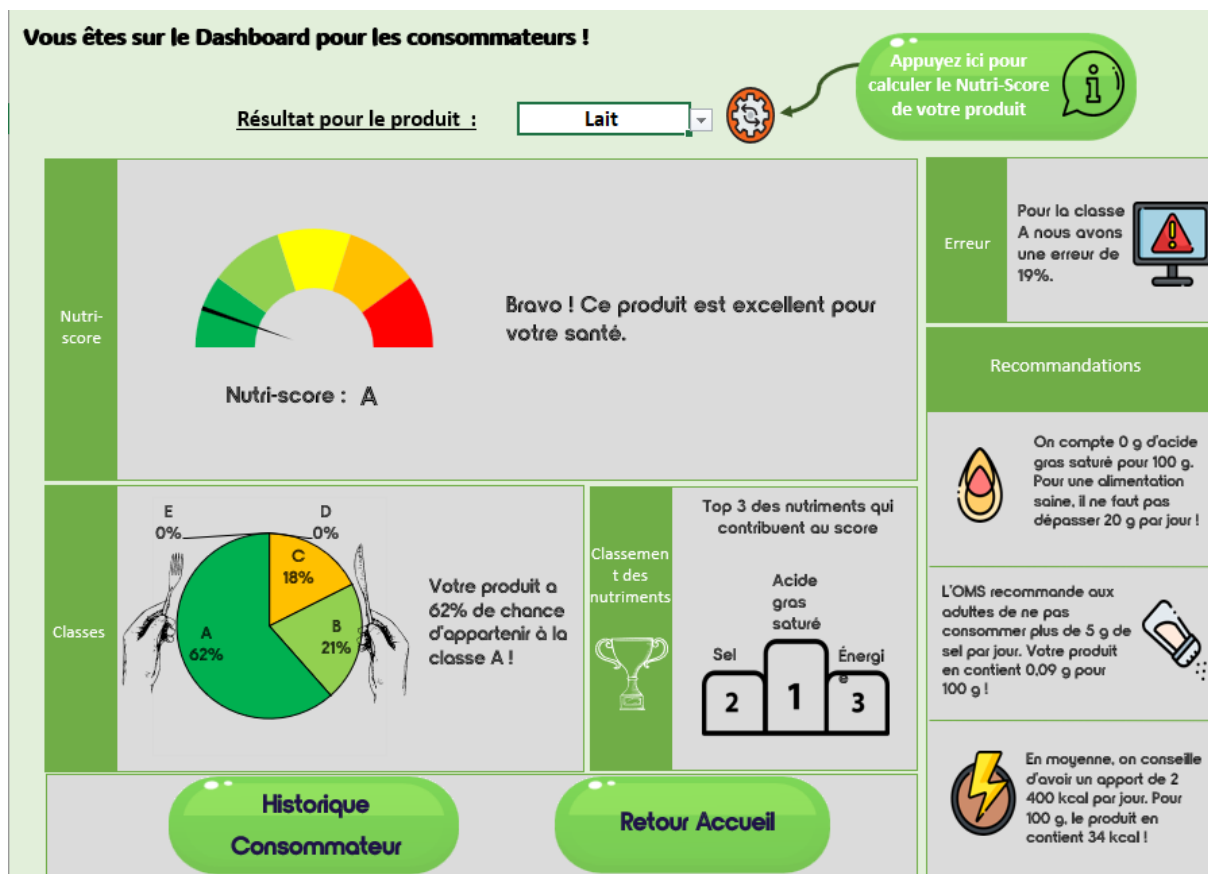 Vous êtes sur le Dashboard pour les consommateurs !
Appuyez ici pour
calculer le Nutri-Score
de votre produit
Résultat pour le produit :
Lait
Nutri-
score
Nutri-score : A
Bravo ! Ce produit est excellent pour
votre santé.
Erreur
Pour la classe
A nous avons
une erreur de
19%.
Recommandations
On compte 0 g d'acide
gras saturé pour 100 g.
Pour une alimentation
saine, il ne faut pas
dépasser 20 g par jour !
L'OMS recommande aux
adultes de ne pas
consommer plus de 5 g de
sel par jour. Votre produit
en contient 0,09 g pour
100 g !
En moyenne, on conseille
d'avoir un apport de 2
400 kcal par jour. Pour
100 g, le produit en
contient 34 kcal !
Classes
E
0%
D
0%
C
18%
B
21%
A
62%
Votre produit a
62% de chance
d'appartenir à la
classe A !
Classemen
t des
nutriments
Top 3 des nutriments qui
contribuent au score
Acide
gras
saturé
Sel
Énergi
e
2
1
3
Historique
Consommateur
Retour Accueil